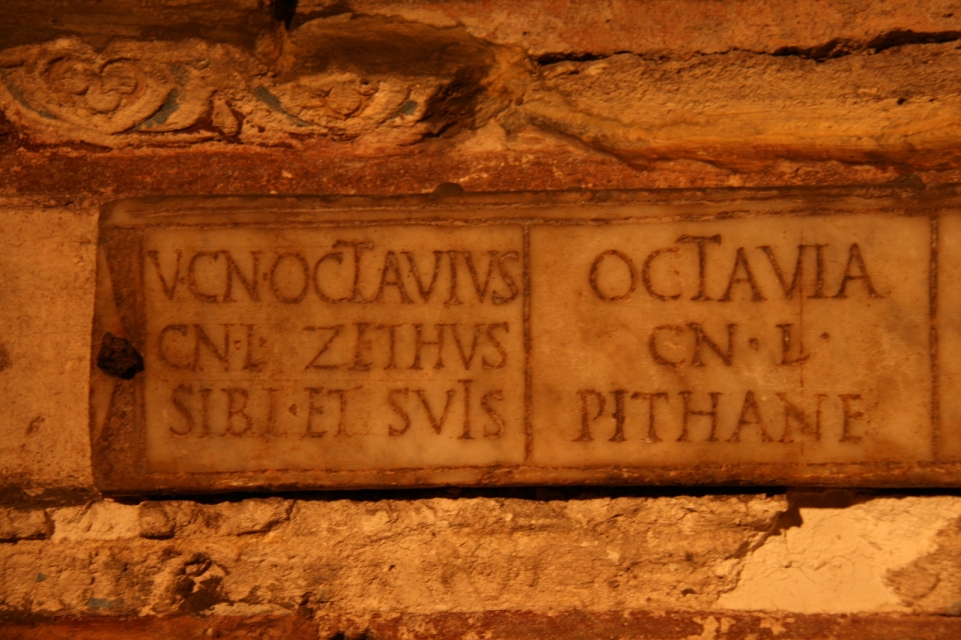 V·CN·OCTAVIVS
CN·L· ZETHVS
SIBI·ET SVIS
OCTAVIA
CN·L·
PITHANE